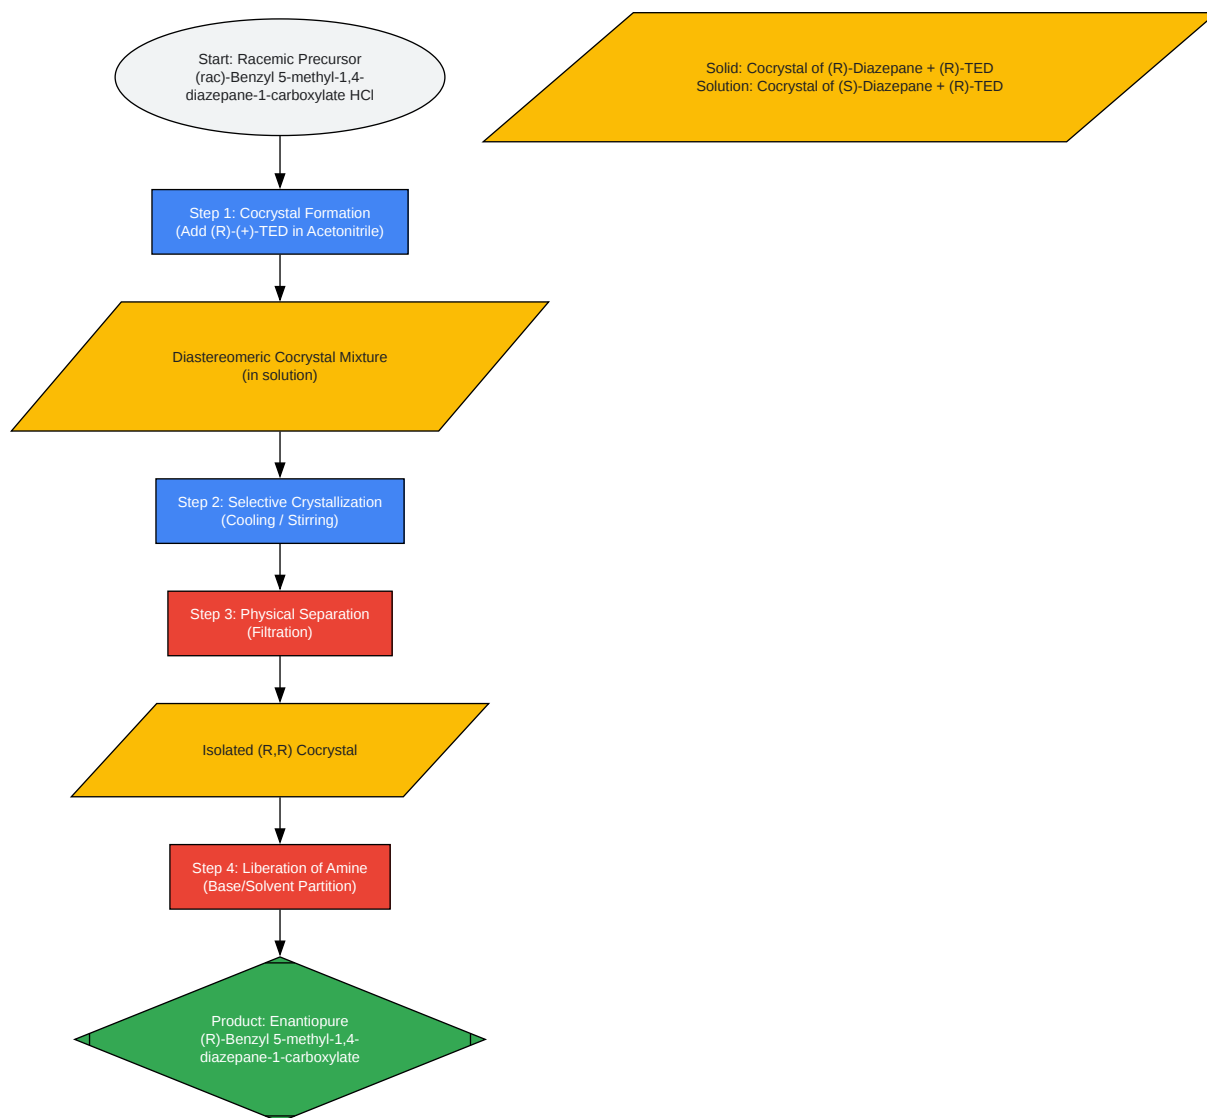 Start: Racemic Precursor
(rac)-Benzyl 5-methyl-1,4-
diazepane-1-carboxylate HCl
Solid: Cocrystal of (R)-Diazepane + (R)-TED
Solution: Cocrystal of (S)-Diazepane + (R)-TED
Step 1: Cocrystal Formation
(Add (R)-(+)-TED in Acetonitrile)
Diastereomeric Cocrystal Mixture
(in solution)
Step 2: Selective Crystallization
(Cooling / Stirring)
Step 3: Physical Separation
(Filtration)
Isolated (R,R) Cocrystal
Step 4: Liberation of Amine
(Base/Solvent Partition)
Product: Enantiopure
(R)-Benzyl 5-methyl-1,4-
diazepane-1-carboxylate